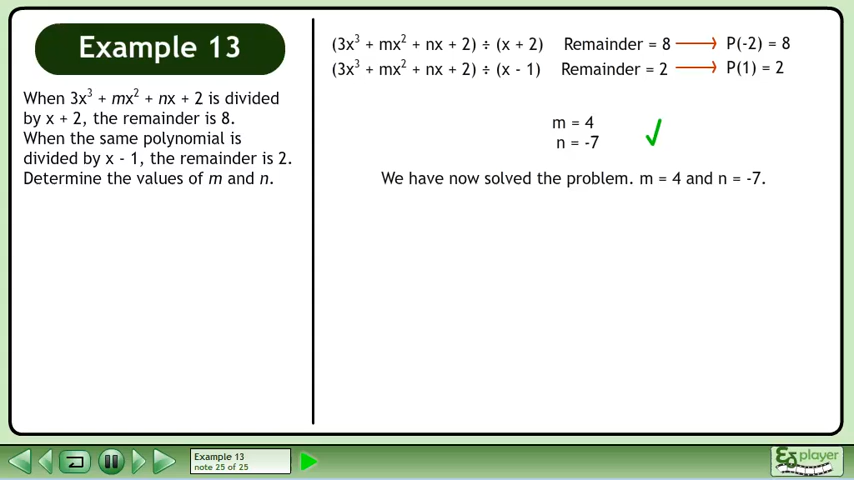 Example 13
When 3x³ + mx² + nx + 2 is divided
by x + 2, the remainder is 8.
When the same polynomial is
divided by x - 1, the remainder is 2.
Determine the values of m and n.
(3x³ + mx² + nx + 2) ÷ (x + 2) Remainder = 8 ⟶ P(-2) = 8
(3x³ + mx² + nx + 2) ÷ (x - 1) Remainder = 2 ⟶ P(1) = 2
m = 4
n = -7
We have now solved the problem. m = 4 and n = -7.
Example 13
note 25 of 25
player